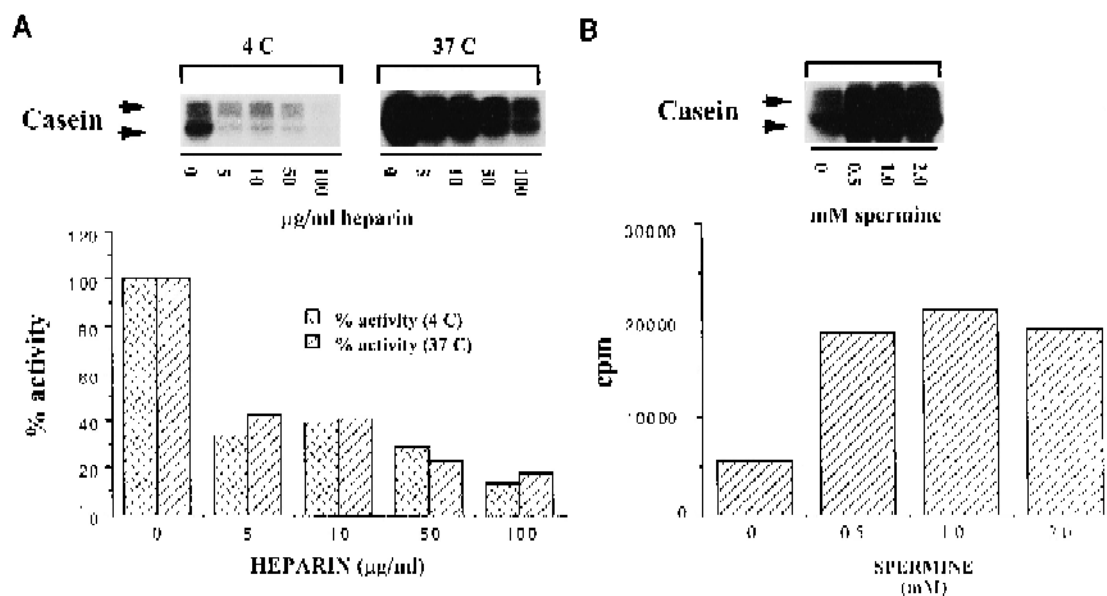 A
4 C 37 C
Casein
0 5 10 50 100 0 5 10 50 100
µg/ml heparin
120
100
80
60
40
20
0
% activity
% activity (4 C)
% activity (37 C)
0 5 10 50 100
HEPARIN (µg/ml)
B
Casein
0 0.5 1.0 2.0
mM spermine
30000
20000
10000
0
cpm
0 0.5 1.0 2.0
SPERMINE
(mM)